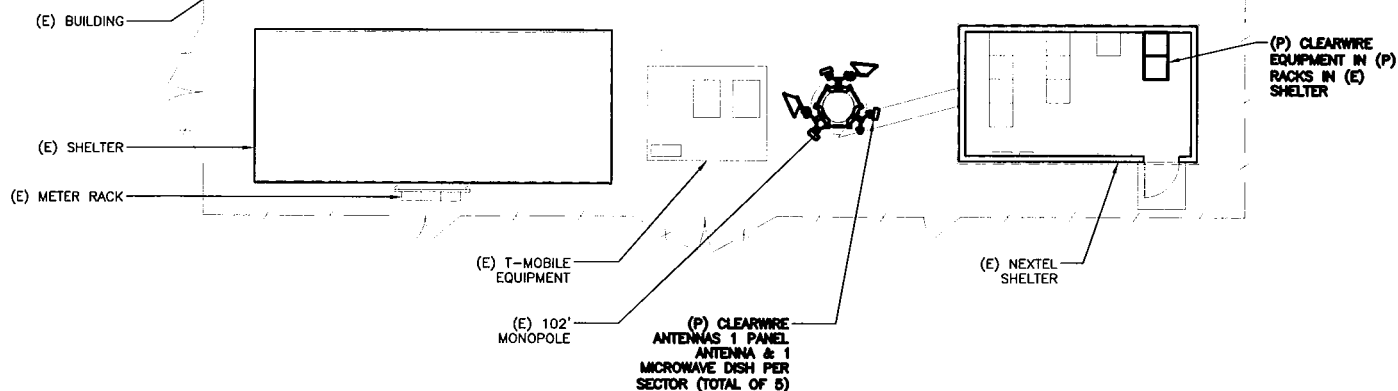 (E) BUILDING
(P) CLEARWIRE
EQUIPMENT IN (P)
RACKS IN (E)
SHELTER
(E) SHELTER
(E) METER RACK
(E) T-MOBILE
EQUIPMENT
(E) NEXTEL
SHELTER
(E) 102'
MONOPOLE
(P) CLEARWIRE
ANTENNAS 1 PANEL
ANTENNA & 1
MICROWAVE DISH PER
SECTOR (TOTAL OF 5)